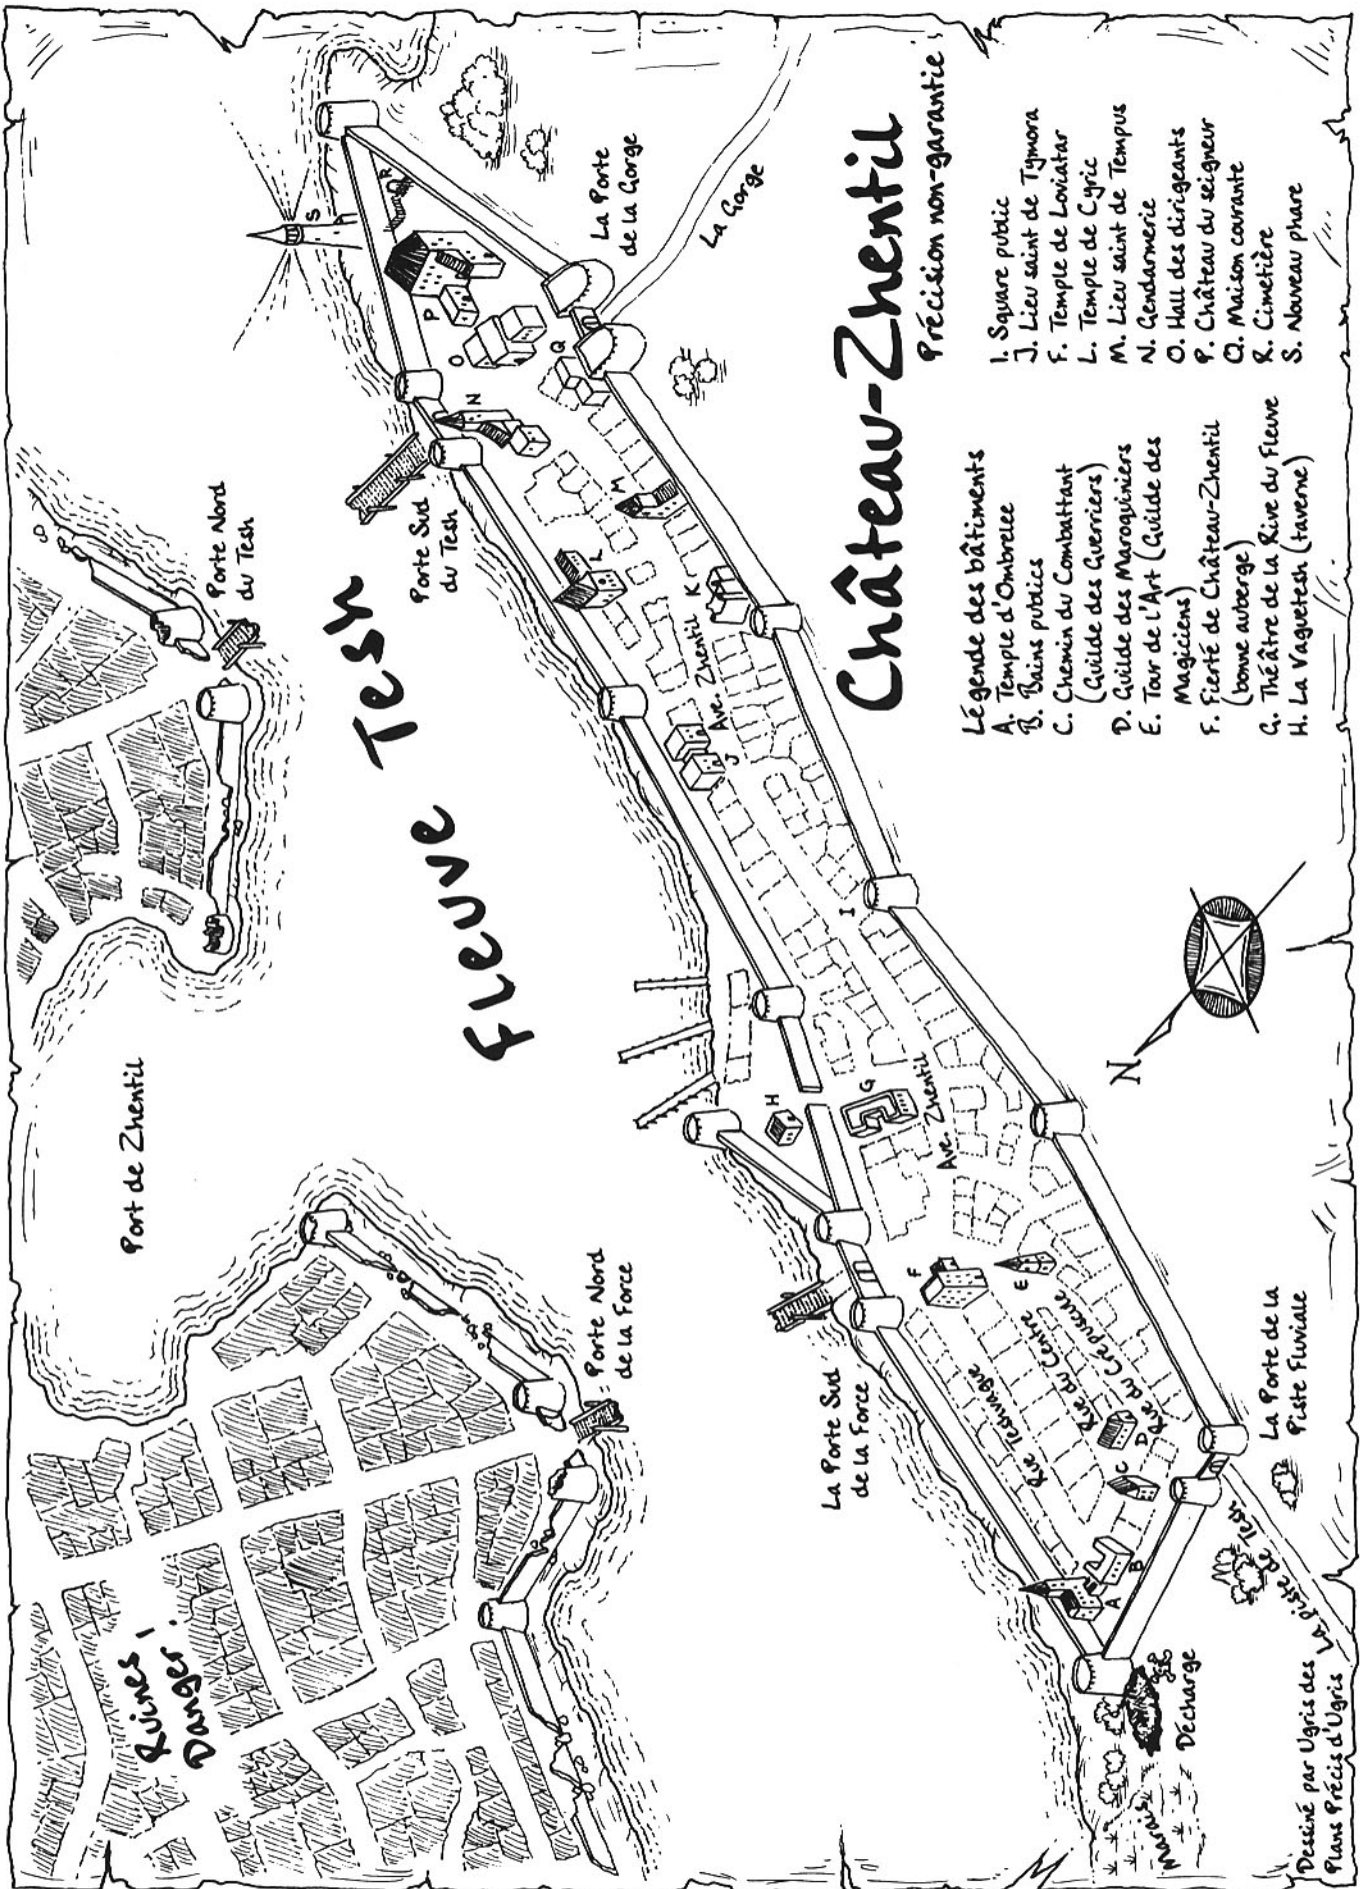 Château-Zhentil
Précision non-garantie
Légende des bâtiments
A. Temple d'Ombrelee
B. Bains publics
C. Chemin du Combattant
(Guilde des Guerriers)
D. Guilde des Maroquiniers
E. Tour de l'Art (Guilde des
Magiciens)
F. Fierté de Château-Zhentil
(bonne auberge)
G. Théâtre de la Rive du Fleuve
H. La Vaguetesh (taverne)
I. Square public
J. Lieu saint de Tymora
F. Temple de Loviatar
L. Temple de Cyric
M. Lieu saint de Tempus
N. Gendarmerie
O. Hall des dirigeants
P. Château du seigneur
Q. Maison courante
R. Cimetière
S. Nouveau phare
Ruines,
Danger!
Port de Zhentil
Porte Nord
du Tesh
Porte Nord
de la Force
Fleuve Tesh
Porte Sud
du Tesh
La Porte Sud
de la Force
La Porte
de la Gorge
La Gorge
Ave. Zhentil
Ave. Zhentil
Rue Teshvague
Rue du Centre
Rue du Crépuscule
La Porte de la
Piste Fluviale
La Piste de Tesh
Marais
Décharge
A
B
C
D
E
F
G
H
I
J
K
L
M
N
O
P
Q
R
S
N
Dessiné par Ugris des
Plans Précis d'Ugris